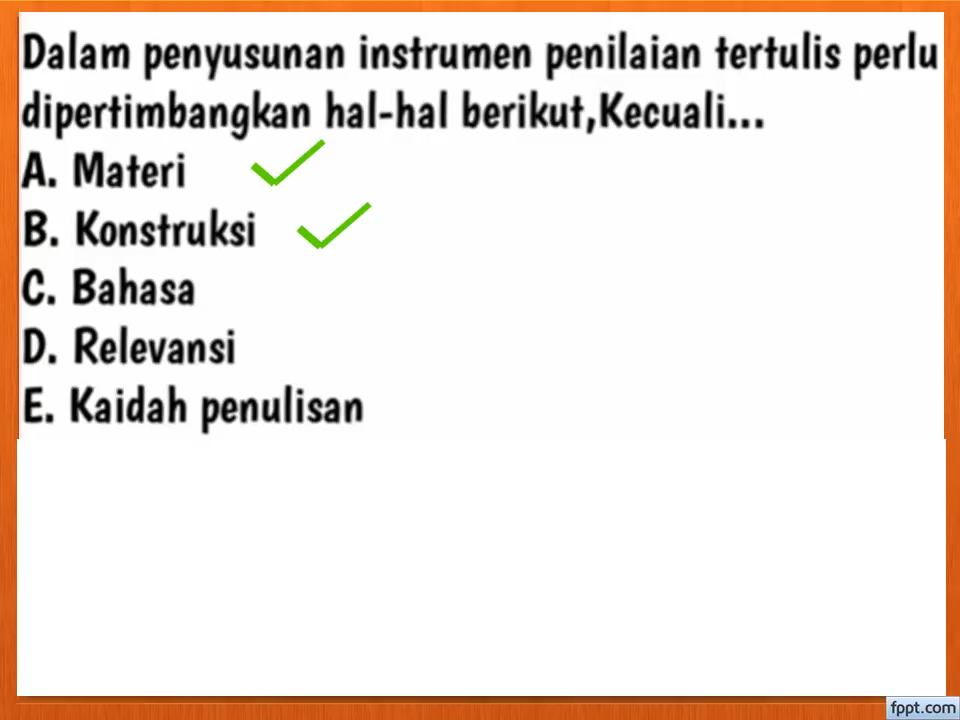 Dalam penyusunan instrumen penilaian tertulis perlu
dipertimbangkan hal-hal berikut,Kecuali...
A. Materi
B. Konstruksi
C. Bahasa
D. Relevansi
E. Kaidah penulisan
fppt.com